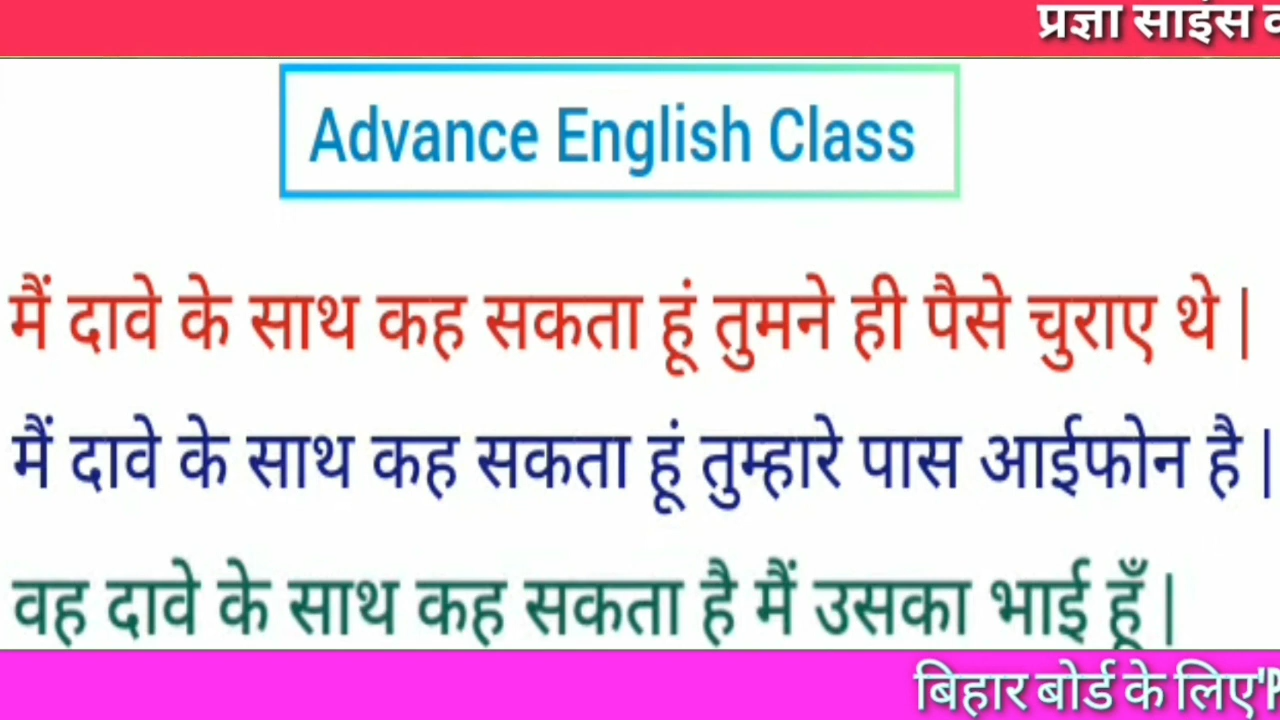 प्रज्ञा साइंस
Advance English Class
मैं दावे के साथ कह सकता हूं तुमने ही पैसे चुराए थे |
मैं दावे के साथ कह सकता हूं तुम्हारे पास आईफोन है |
वह दावे के साथ कह सकता है मैं उसका भाई हूँ |
बिहार बोर्ड के लिए